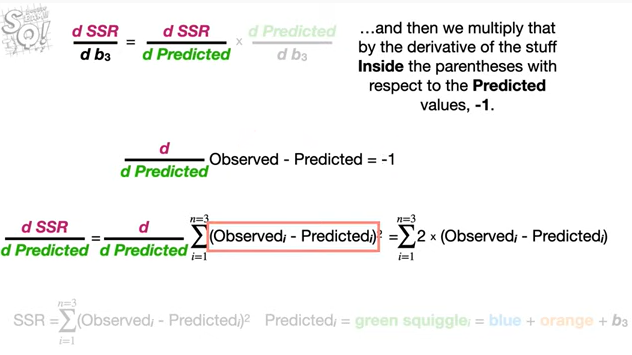 SQ!
d SSR / d b₃ = d SSR / d Predicted × d Predicted / d b₃
…and then we multiply that
by the derivative of the stuff
Inside the parentheses with
respect to the Predicted
values, -1.
d / d Predicted Observed - Predicted = -1
d SSR / d Predicted = d / d Predicted n=3 ∑ i=1 (Observedᵢ - Predictedᵢ)² = n=3 ∑ i=1 2 × (Observedᵢ - Predictedᵢ)
SSR = n=3 ∑ i=1 (Observedᵢ - Predictedᵢ)² Predictedᵢ = green squiggleᵢ = blue + orange + b₃